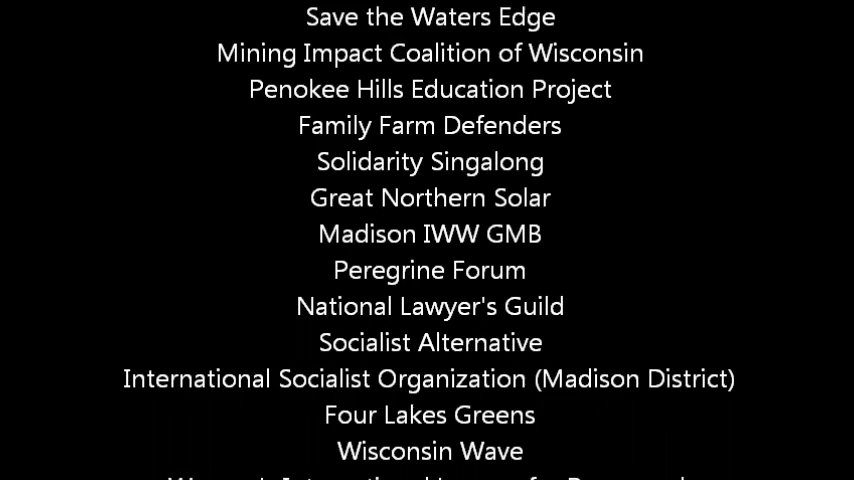 Save the Waters Edge
Mining Impact Coalition of Wisconsin
Penokee Hills Education Project
Family Farm Defenders
Solidarity Singalong
Great Northern Solar
Madison IWW GMB
Peregrine Forum
National Lawyer's Guild
Socialist Alternative
International Socialist Organization (Madison District)
Four Lakes Greens
Wisconsin Wave